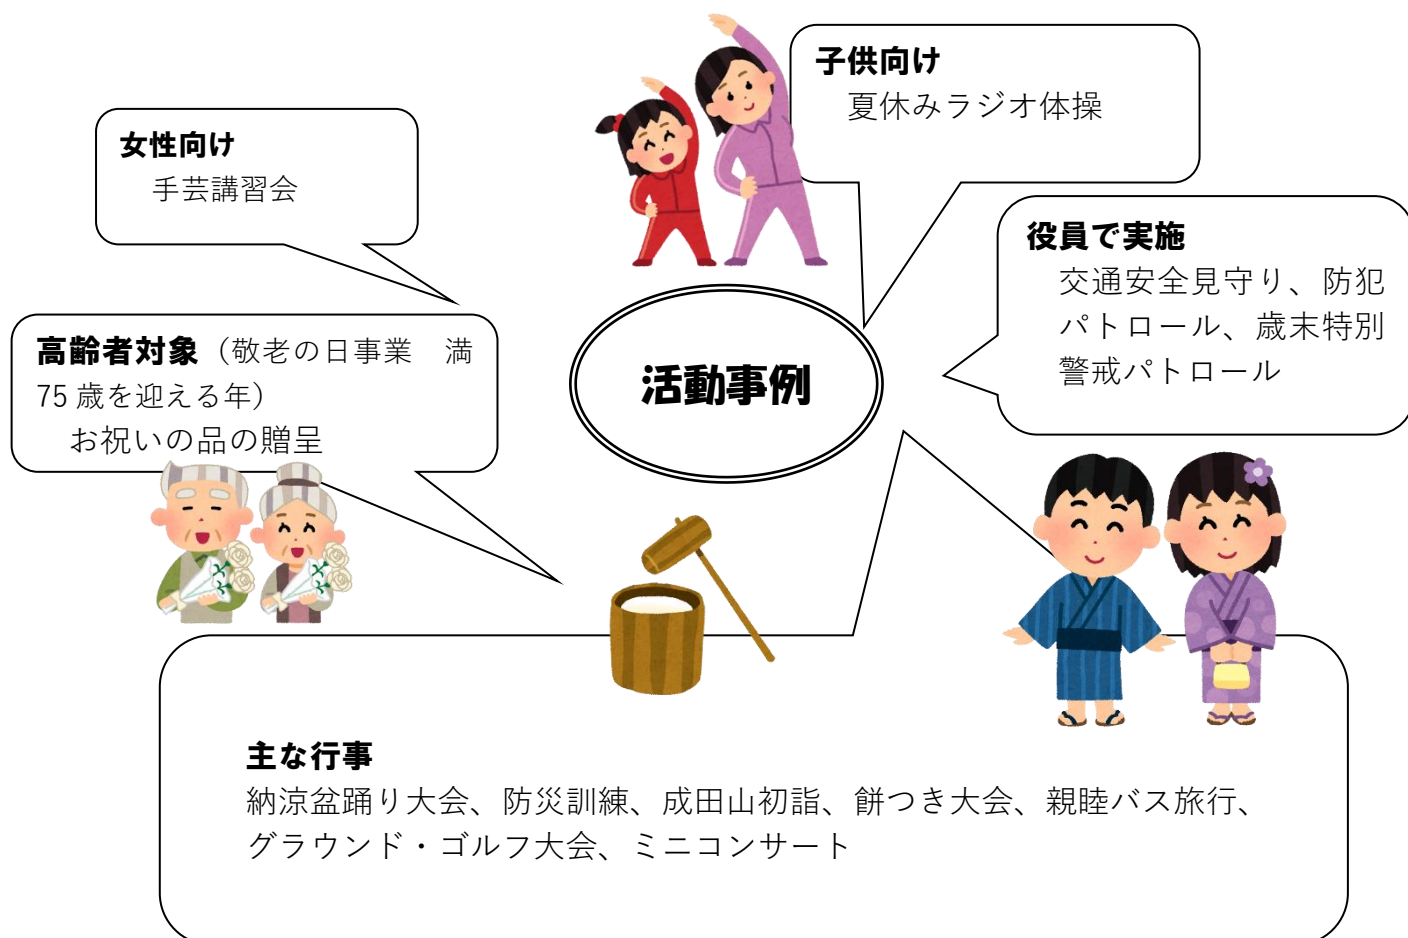 子供向け
夏休みラジオ体操
女性向け
手芸講習会
役員で実施
交通安全見守り、防犯
パトロール、歳末特別
警戒パトロール
高齢者対象（敬老の日事業　満
75歳を迎える年）
お祝いの品の贈呈
活動事例
主な行事
納涼盆踊り大会、防災訓練、成田山初詣、餅つき大会、親睦バス旅行、
グラウンド・ゴルフ大会、ミニコンサート